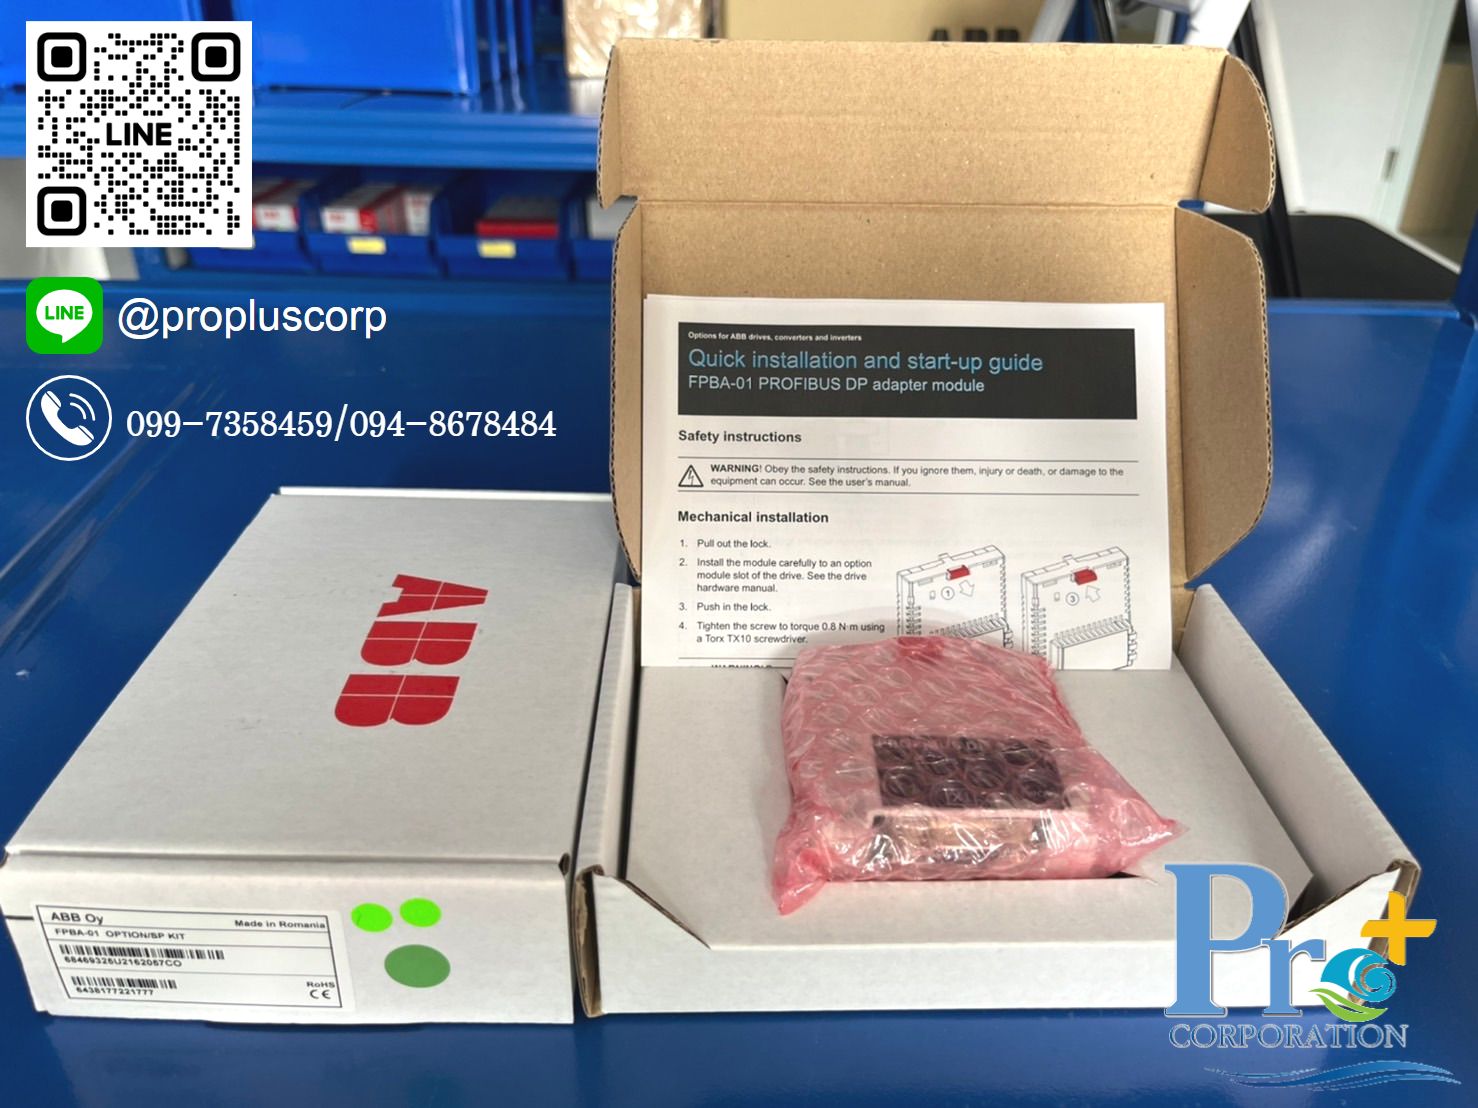 LINE
LINE
@propluscorp
099-7358459/094-8678484
ABB
Options for ABB drives, converters and inverters
Quick installation and start-up guide
FPBA-01 PROFIBUS DP adapter module
Safety instructions
WARNING! Obey the safety instructions. If you ignore them, injury or death, or damage to the
equipment can occur. See the user's manual.
Mechanical installation
1. Pull out the lock.
2. Install the module carefully to an option
module slot of the drive. See the drive
hardware manual.
3. Push in the lock.
4. Tighten the screw to torque 0.8 N·m using
a Torx TX10 screwdriver.
1
3
ABB
ABB Oy
Made in Romania
FPBA-01 OPTION/SP KIT
68469325U2162057CO
6438177221777
RoHS
CE
Pro+
CORPORATION